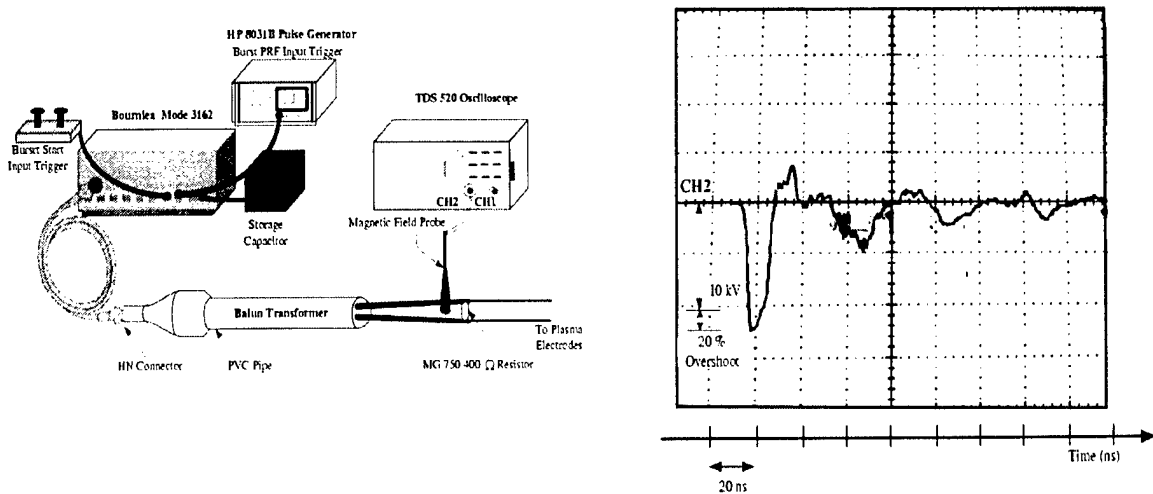 HP 8031B Pulse Generator
Burst PRF Input Trigger
TDS 520 Oscilloscope
Bournlea Mode 3162
Burst Start
Input Trigger
CH2 CH1
Storage
Capacitor
Magnetic Field Probe
Balun Transformer
To Plasma
Electrodes
HN Connector
PVC Pipe
MG 750 400 Ω Resistor
CH2
10 kV
20 %
Overshoot
Time (ns)
20 ns